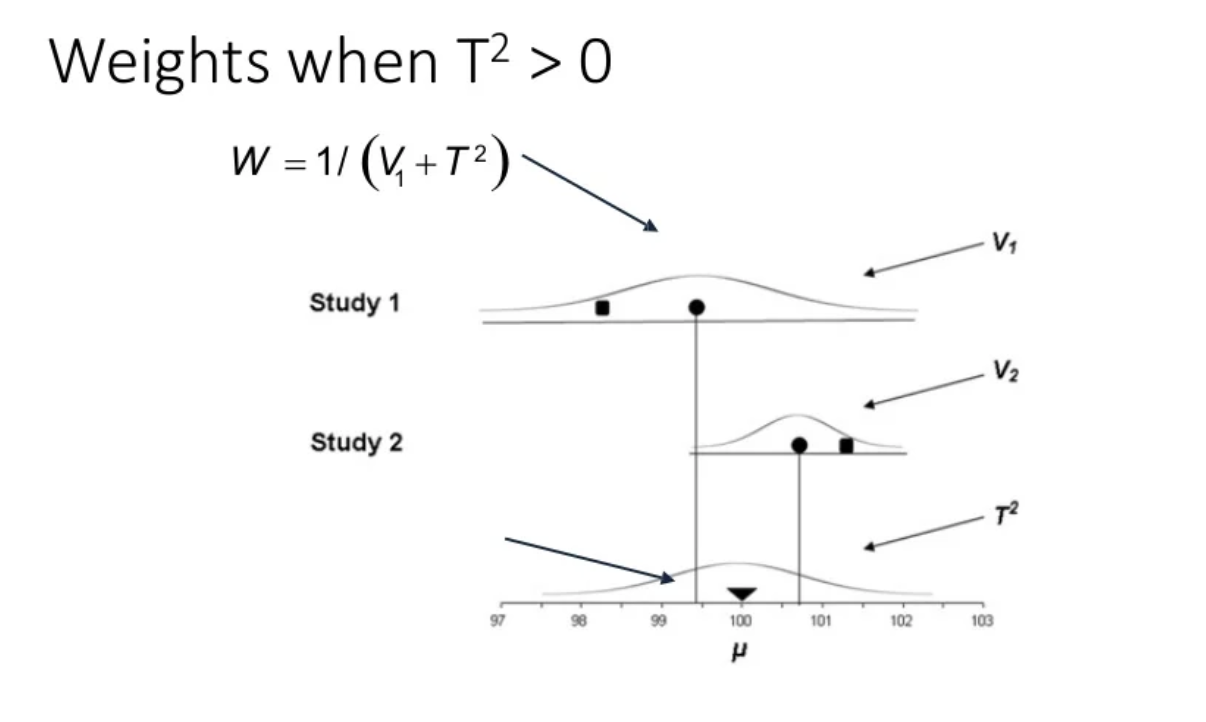 Weights when T² > 0
W = 1/ (V₁ + T²)
V₁
Study 1
V₂
Study 2
T²
97 98 99 100 101 102 103
μ